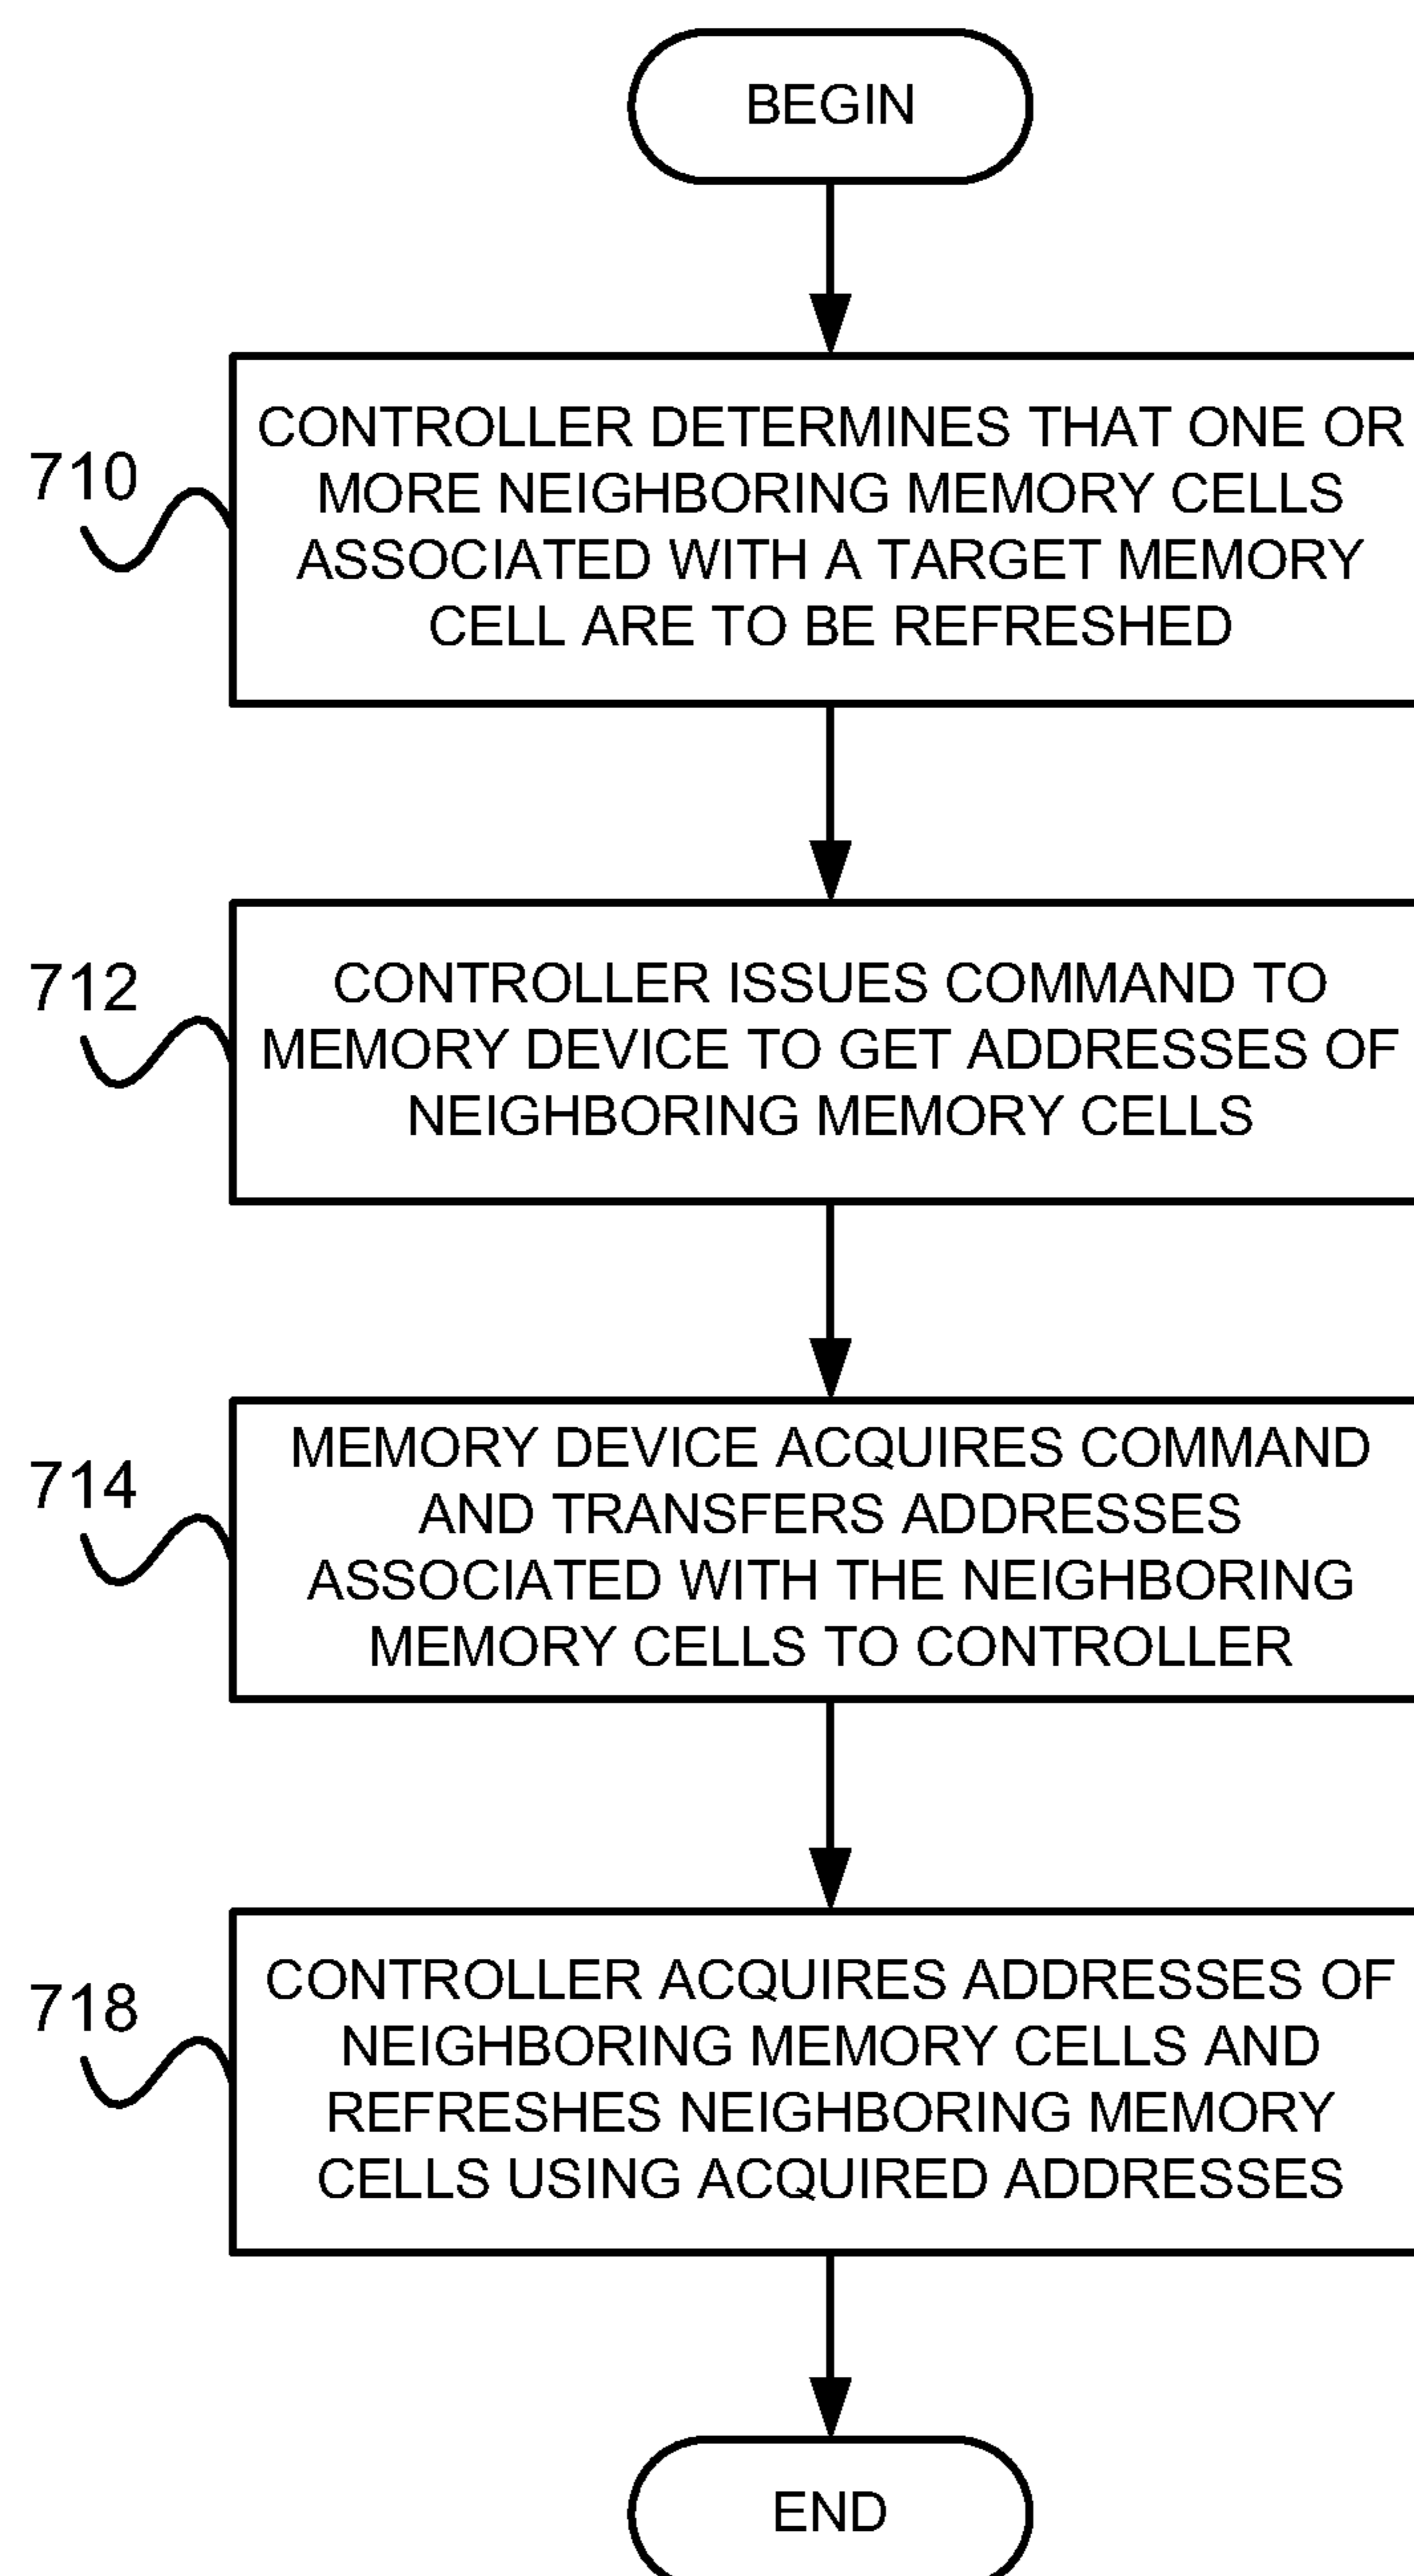 BEGIN
710
CONTROLLER DETERMINES THAT ONE OR
MORE NEIGHBORING MEMORY CELLS
ASSOCIATED WITH A TARGET MEMORY
CELL ARE TO BE REFRESHED
712
CONTROLLER ISSUES COMMAND TO
MEMORY DEVICE TO GET ADDRESSES OF
NEIGHBORING MEMORY CELLS
714
MEMORY DEVICE ACQUIRES COMMAND
AND TRANSFERS ADDRESSES
ASSOCIATED WITH THE NEIGHBORING
MEMORY CELLS TO CONTROLLER
718
CONTROLLER ACQUIRES ADDRESSES OF
NEIGHBORING MEMORY CELLS AND
REFRESHES NEIGHBORING MEMORY
CELLS USING ACQUIRED ADDRESSES
END